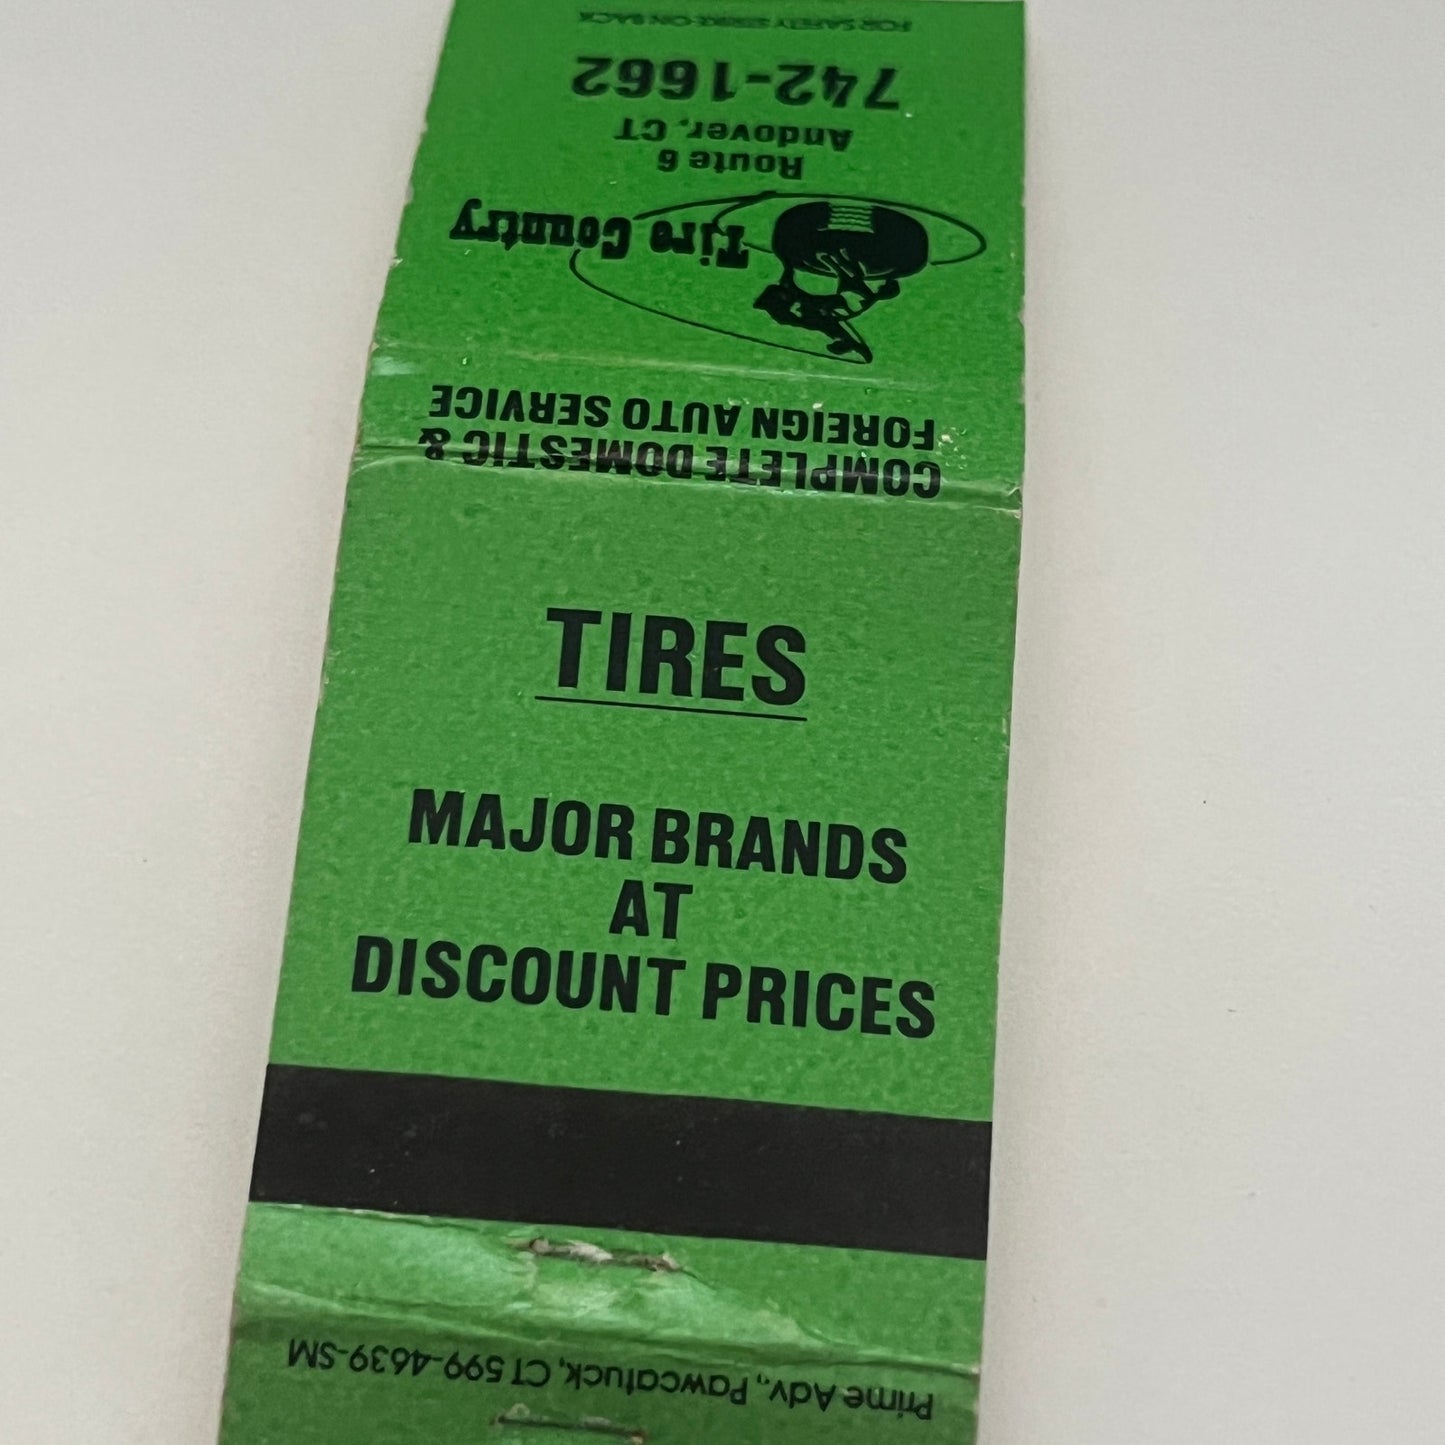 FOR SAFETY STRIKE ON BACK
742-1662
Andover, CT
Route 6
Tire Country
COMPLETE DOMESTIC &
FOREIGN AUTO SERVICE
TIRES
MAJOR BRANDS
AT
DISCOUNT PRICES
Prime Adv., Pawcatuck, CT 599-4639-SM